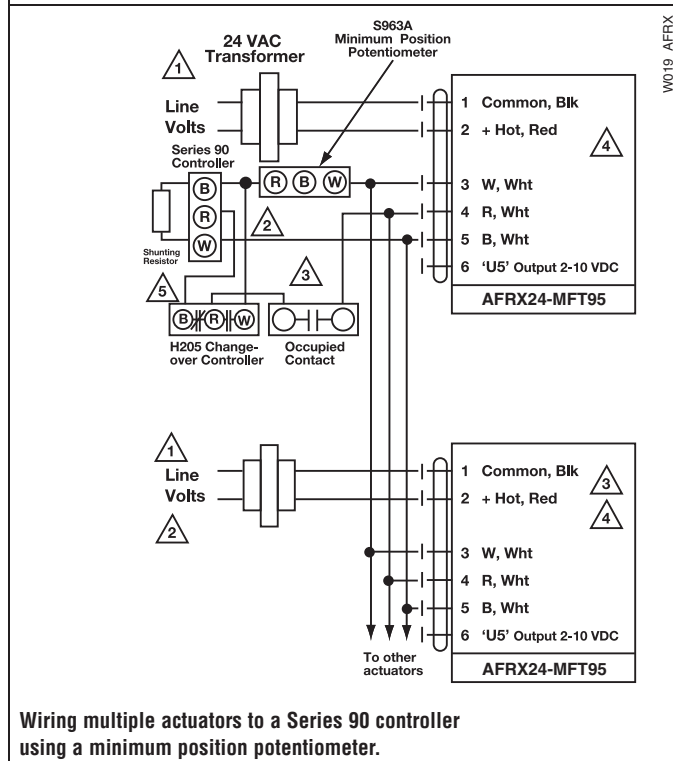 W019_AFRX
S963A
Minimum Position
Potentiometer
24 VAC
Transformer
1
Line
Volts
1 Common, Blk
2 + Hot, Red
4
Series 90
Controller
B
R
W
R B W
3 W, Wht
4 R, Wht
5 B, Wht
6 'U5' Output 2-10 VDC
AFRX24-MFT95
2
Shunting
Resistor
3
5
B R W
H205 Change-
over Controller
Occupied
Contact
1
Line
Volts
2
1 Common, Blk
2 + Hot, Red
3
4
3 W, Wht
4 R, Wht
5 B, Wht
6 'U5' Output 2-10 VDC
To other
actuators
AFRX24-MFT95
Wiring multiple actuators to a Series 90 controller
using a minimum position potentiometer.